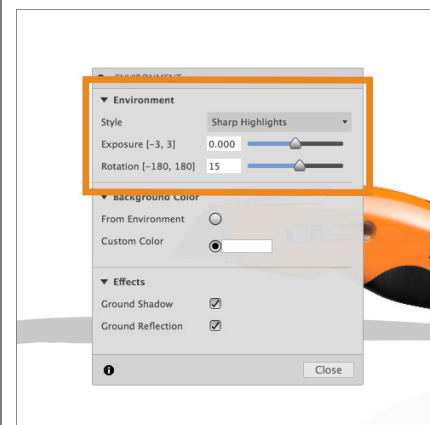 ENVIRONMENT
▼ Environment
Style Sharp Highlights
Exposure [-3, 3] 0.000
Rotation [-180, 180] 15
▼ Background Color
From Environment
Custom Color
▼ Effects
Ground Shadow
Ground Reflection
Close